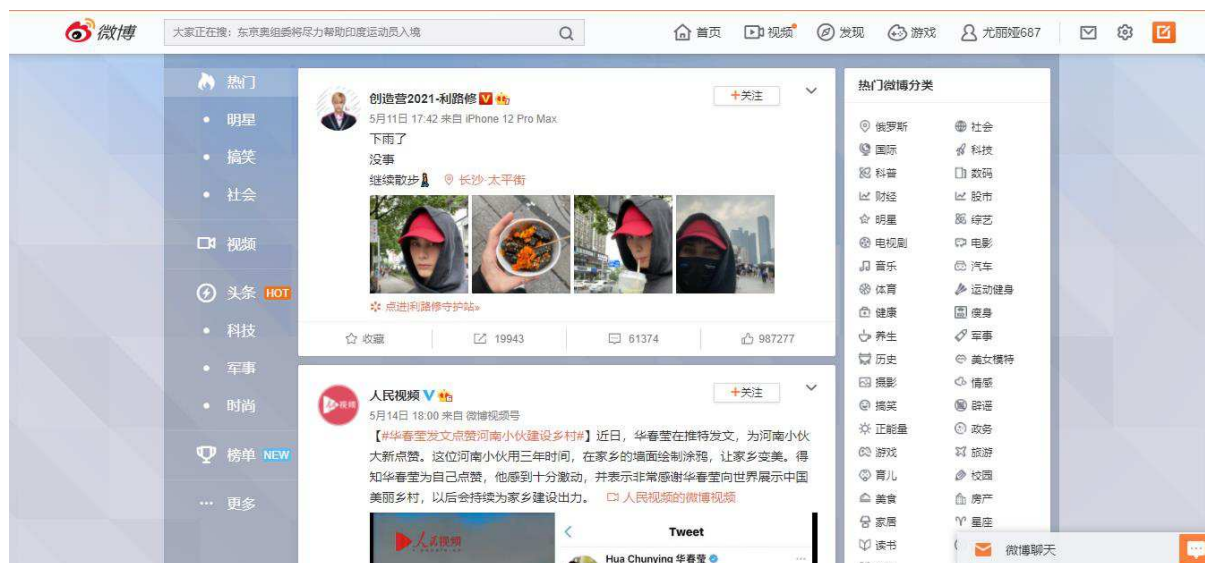 微博
大家正在搜：东京奥组委将尽力帮助印度运动员入境
首页
视频
发现
游戏
尤丽娅687
热门
明星
搞笑
社会
视频
头条 HOT
科技
军事
时尚
榜单 NEW
更多
创造营2021-利路修
+关注
5月11日 17:42 来自 iPhone 12 Pro Max
下雨了
没事
继续散步 长沙·太平街
点进利路修守护站»
收藏
19943
61374
987277
人民视频
+关注
5月14日 18:00 来自 微博视频号
【#华春莹发文点赞河南小伙建设乡村#】近日，华春莹在推特发文，为河南小伙
大新点赞。这位河南小伙用三年时间，在家乡的墙面绘制涂鸦，让家乡变美。得
知华春莹为自己点赞，他感到十分激动，并表示非常感谢华春莹向世界展示中国
美丽乡村，以后会持续为家乡建设出力。 人民视频的微博视频
人民视频
Tweet
Hua Chunying 华春莹
热门微博分类
俄罗斯 社会
国际 科技
科普 数码
财经 股市
明星 综艺
电视剧 电影
音乐 汽车
体育 运动健身
健康 瘦身
养生 军事
历史 美女模特
摄影 情感
搞笑 辟谣
正能量 政务
游戏 旅游
育儿 校园
美食 房产
家居 星座
读书
微博聊天